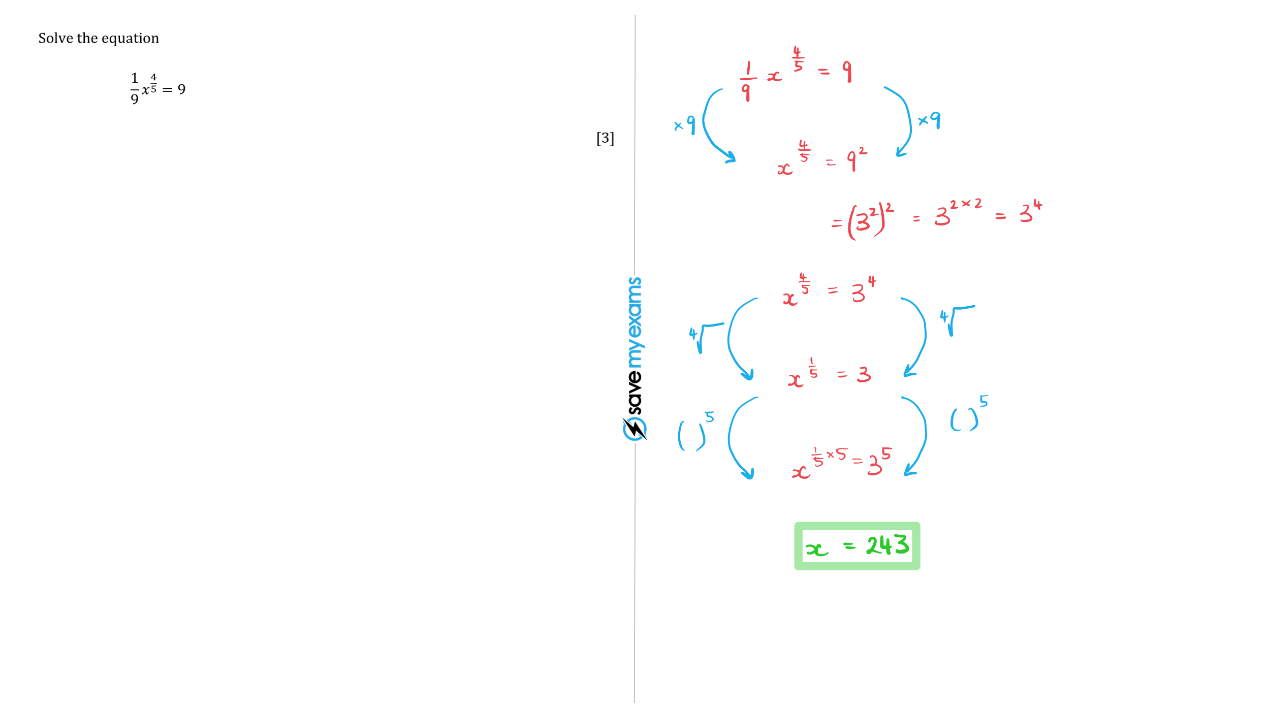 Solve the equation
1/9 x^(4/5) = 9
[3]
save my exams
1/9 x^(4/5) = 9
×9 ×9
x^(4/5) = 9²
= (3²)² = 3^(2×2) = 3⁴
x^(4/5) = 3⁴
⁴√ ⁴√
x^(1/5) = 3
( )⁵ ( )⁵
x^(1/5 ×5) = 3⁵
x = 243